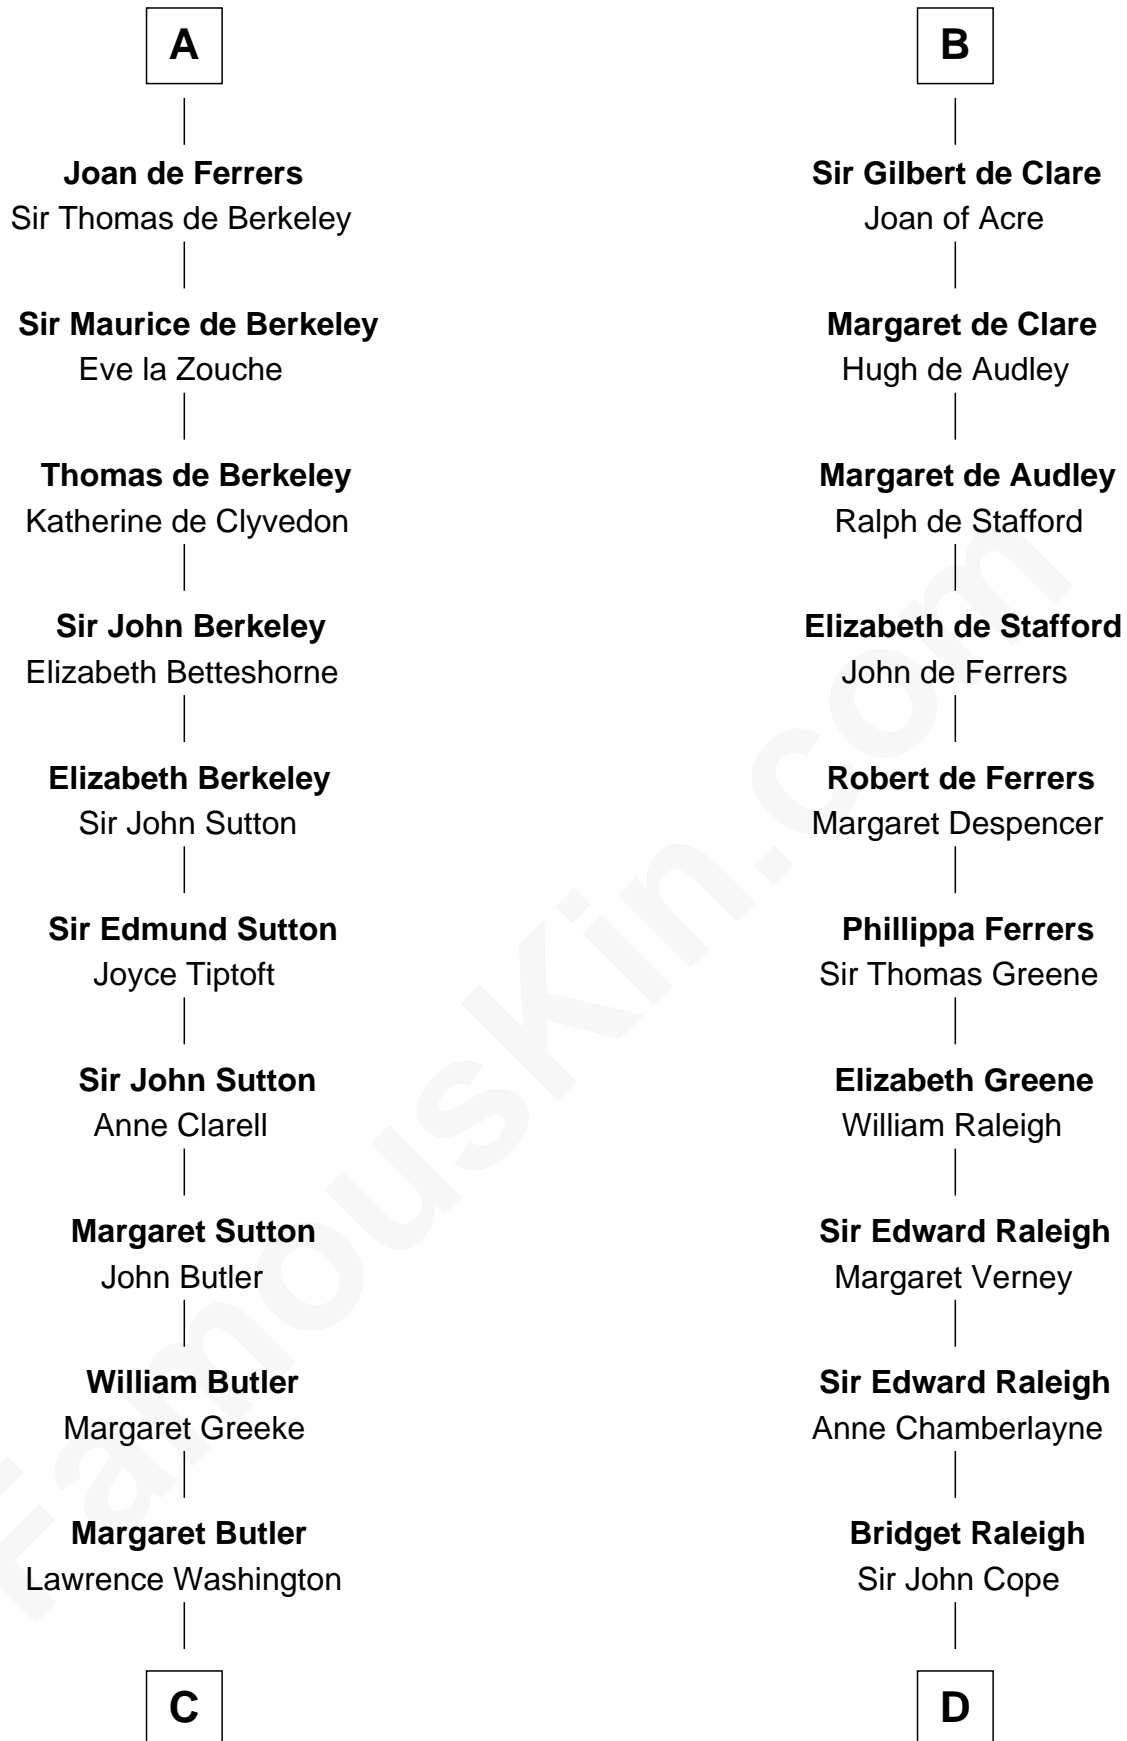 A
Joan de Ferrers
Sir Thomas de Berkeley
Sir Maurice de Berkeley
Eve la Zouche
Thomas de Berkeley
Katherine de Clyvedon
Sir John Berkeley
Elizabeth Betteshorne
Elizabeth Berkeley
Sir John Sutton
Sir Edmund Sutton
Joyce Tiptoft
Sir John Sutton
Anne Clarell
Margaret Sutton
John Butler
William Butler
Margaret Greeke
Margaret Butler
Lawrence Washington
C
B
Sir Gilbert de Clare
Joan of Acre
Margaret de Clare
Hugh de Audley
Margaret de Audley
Ralph de Stafford
Elizabeth de Stafford
John de Ferrers
Robert de Ferrers
Margaret Despencer
Phillippa Ferrers
Sir Thomas Greene
Elizabeth Greene
William Raleigh
Sir Edward Raleigh
Margaret Verney
Sir Edward Raleigh
Anne Chamberlayne
Bridget Raleigh
Sir John Cope
D
FamousKin.com